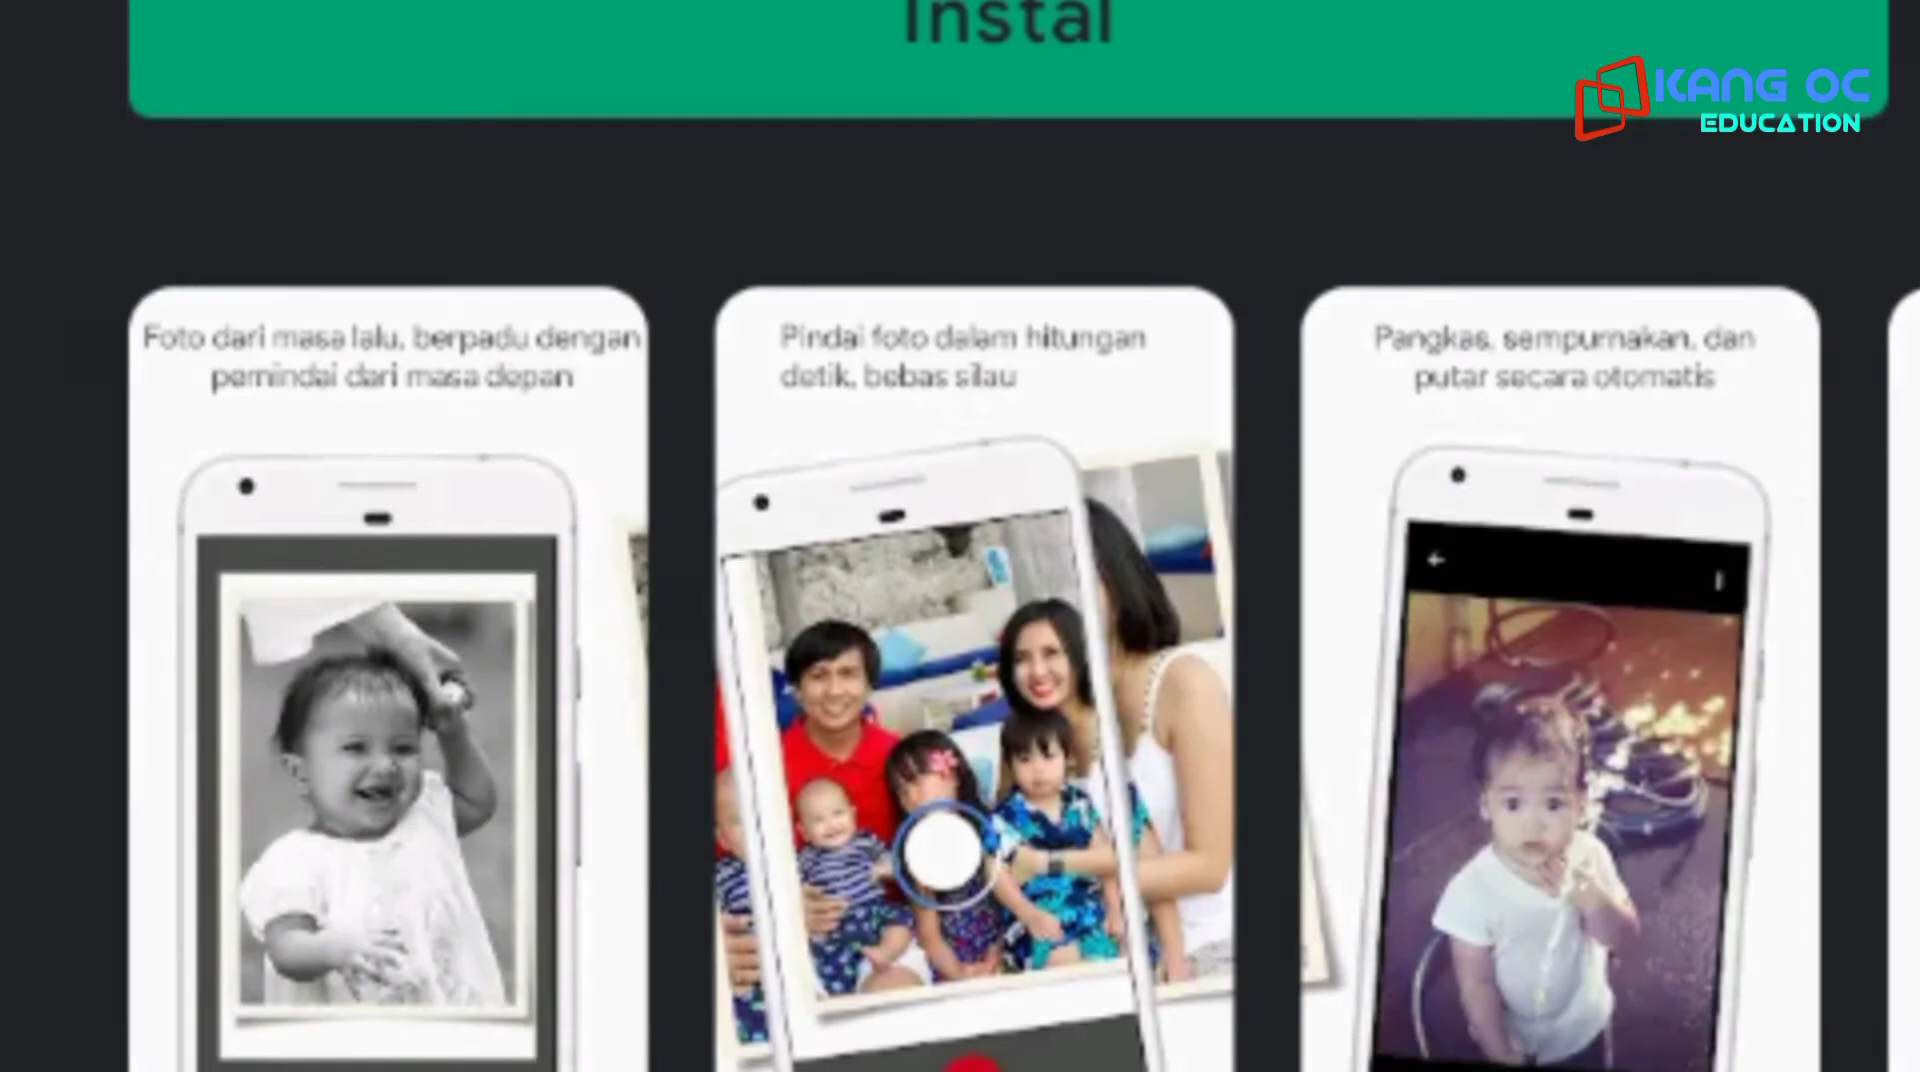 Instal
KANG OC
EDUCATION
Foto dari masa lalu, berpadu dengan
pemindai dari masa depan
Pindai foto dalam hitungan
detik, bebas silau
Pangkas, sempurnakan, dan
putar secara otomatis